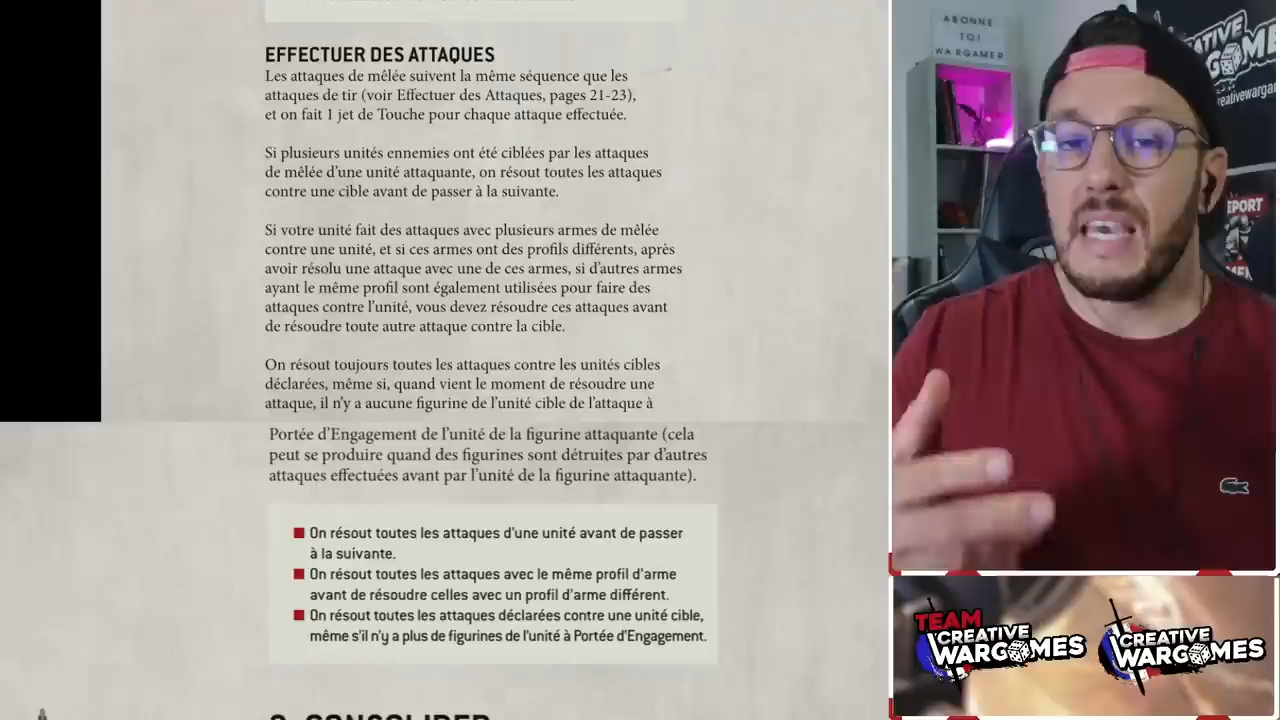 EFFECTUER DES ATTAQUES
Les attaques de mêlée suivent la même séquence que les
attaques de tir (voir Effectuer des Attaques, pages 21-23),
et on fait 1 jet de Touche pour chaque attaque effectuée.
Si plusieurs unités ennemies ont été ciblées par les attaques
de mêlée d'une unité attaquante, on résout toutes les attaques
contre une cible avant de passer à la suivante.
Si votre unité fait des attaques avec plusieurs armes de mêlée
contre une unité, et si ces armes ont des profils différents, après
avoir résolu une attaque avec une de ces armes, si d'autres armes
ayant le même profil sont également utilisées pour faire des
attaques contre l'unité, vous devez résoudre ces attaques avant
de résoudre toute autre attaque contre la cible.
On résout toujours toutes les attaques contre les unités cibles
déclarées, même si, quand vient le moment de résoudre une
attaque, il n'y a aucune figurine de l'unité cible de l'attaque à
Portée d'Engagement de l'unité de la figurine attaquante (cela
peut se produire quand des figurines sont détruites par d'autres
attaques effectuées avant par l'unité de la figurine attaquante).
On résout toutes les attaques d'une unité avant de passer
à la suivante.
On résout toutes les attaques avec le même profil d'arme
avant de résoudre celles avec un profil d'arme différent.
On résout toutes les attaques déclarées contre une unité cible,
même s'il n'y a plus de figurines de l'unité à Portée d'Engagement.
ABONNE
TOI
WARGAMER
TEAM
CREATIVE
WARGAMES
CREATIVE
WARGAMES